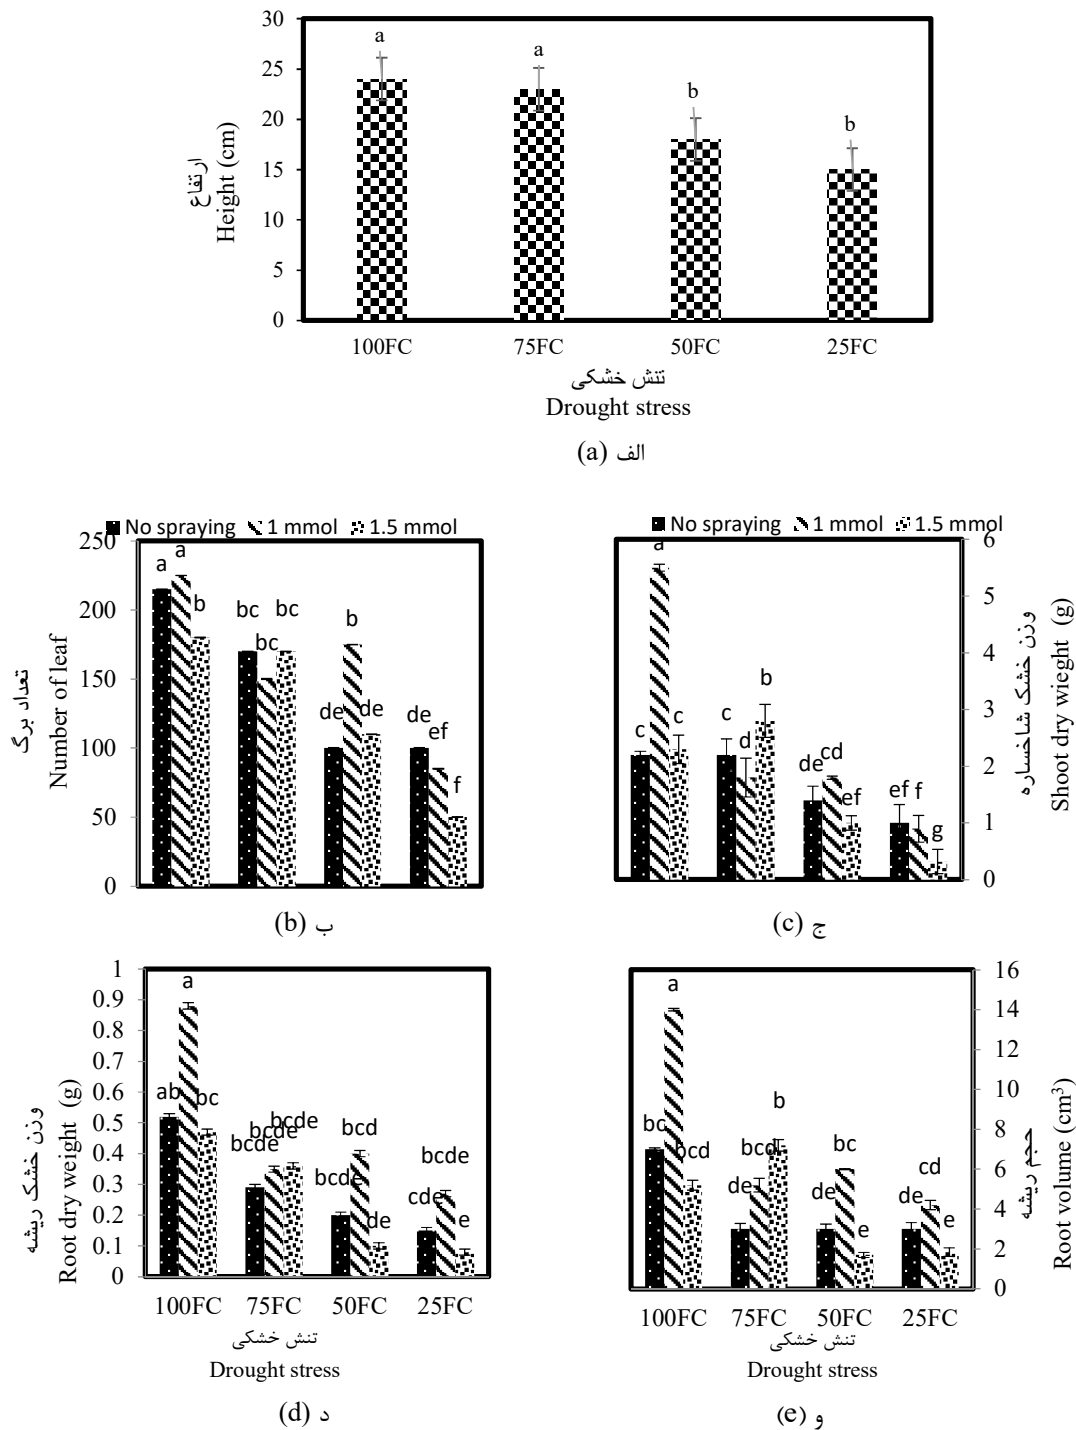 30
25
20
15
10
5
0
ارتفاع
Height (cm)
a
a
b
b
100FC 75FC 50FC 25FC
تنش خشکی
Drought stress
الف (a)
No spraying 1 mmol 1.5 mmol
250
200
150
100
50
0
تعداد برگ
Number of leaf
a a b
bc bc bc
de b de
de ef f
ب (b)
No spraying 1 mmol 1.5 mmol
6
5
4
3
2
1
0
وزن خشک شاخساره
Shoot dry wieght (g)
c a c
c d b
de cd ef
ef f g
ج (c)
1
0.9
0.8
0.7
0.6
0.5
0.4
0.3
0.2
0.1
0
وزن خشک ریشه
Root dry weight (g)
ab a bc
bcde bcde bcde
bcde bcd de
cde bcde e
100FC 75FC 50FC 25FC
تنش خشکی
Drought stress
د (d)
16
14
12
10
8
6
4
2
0
حجم ریشه
Root volume (cm³)
bc a bcd
de bcd b
de bc e
de cd e
100FC 75FC 50FC 25FC
تنش خشکی
Drought stress
و (e)